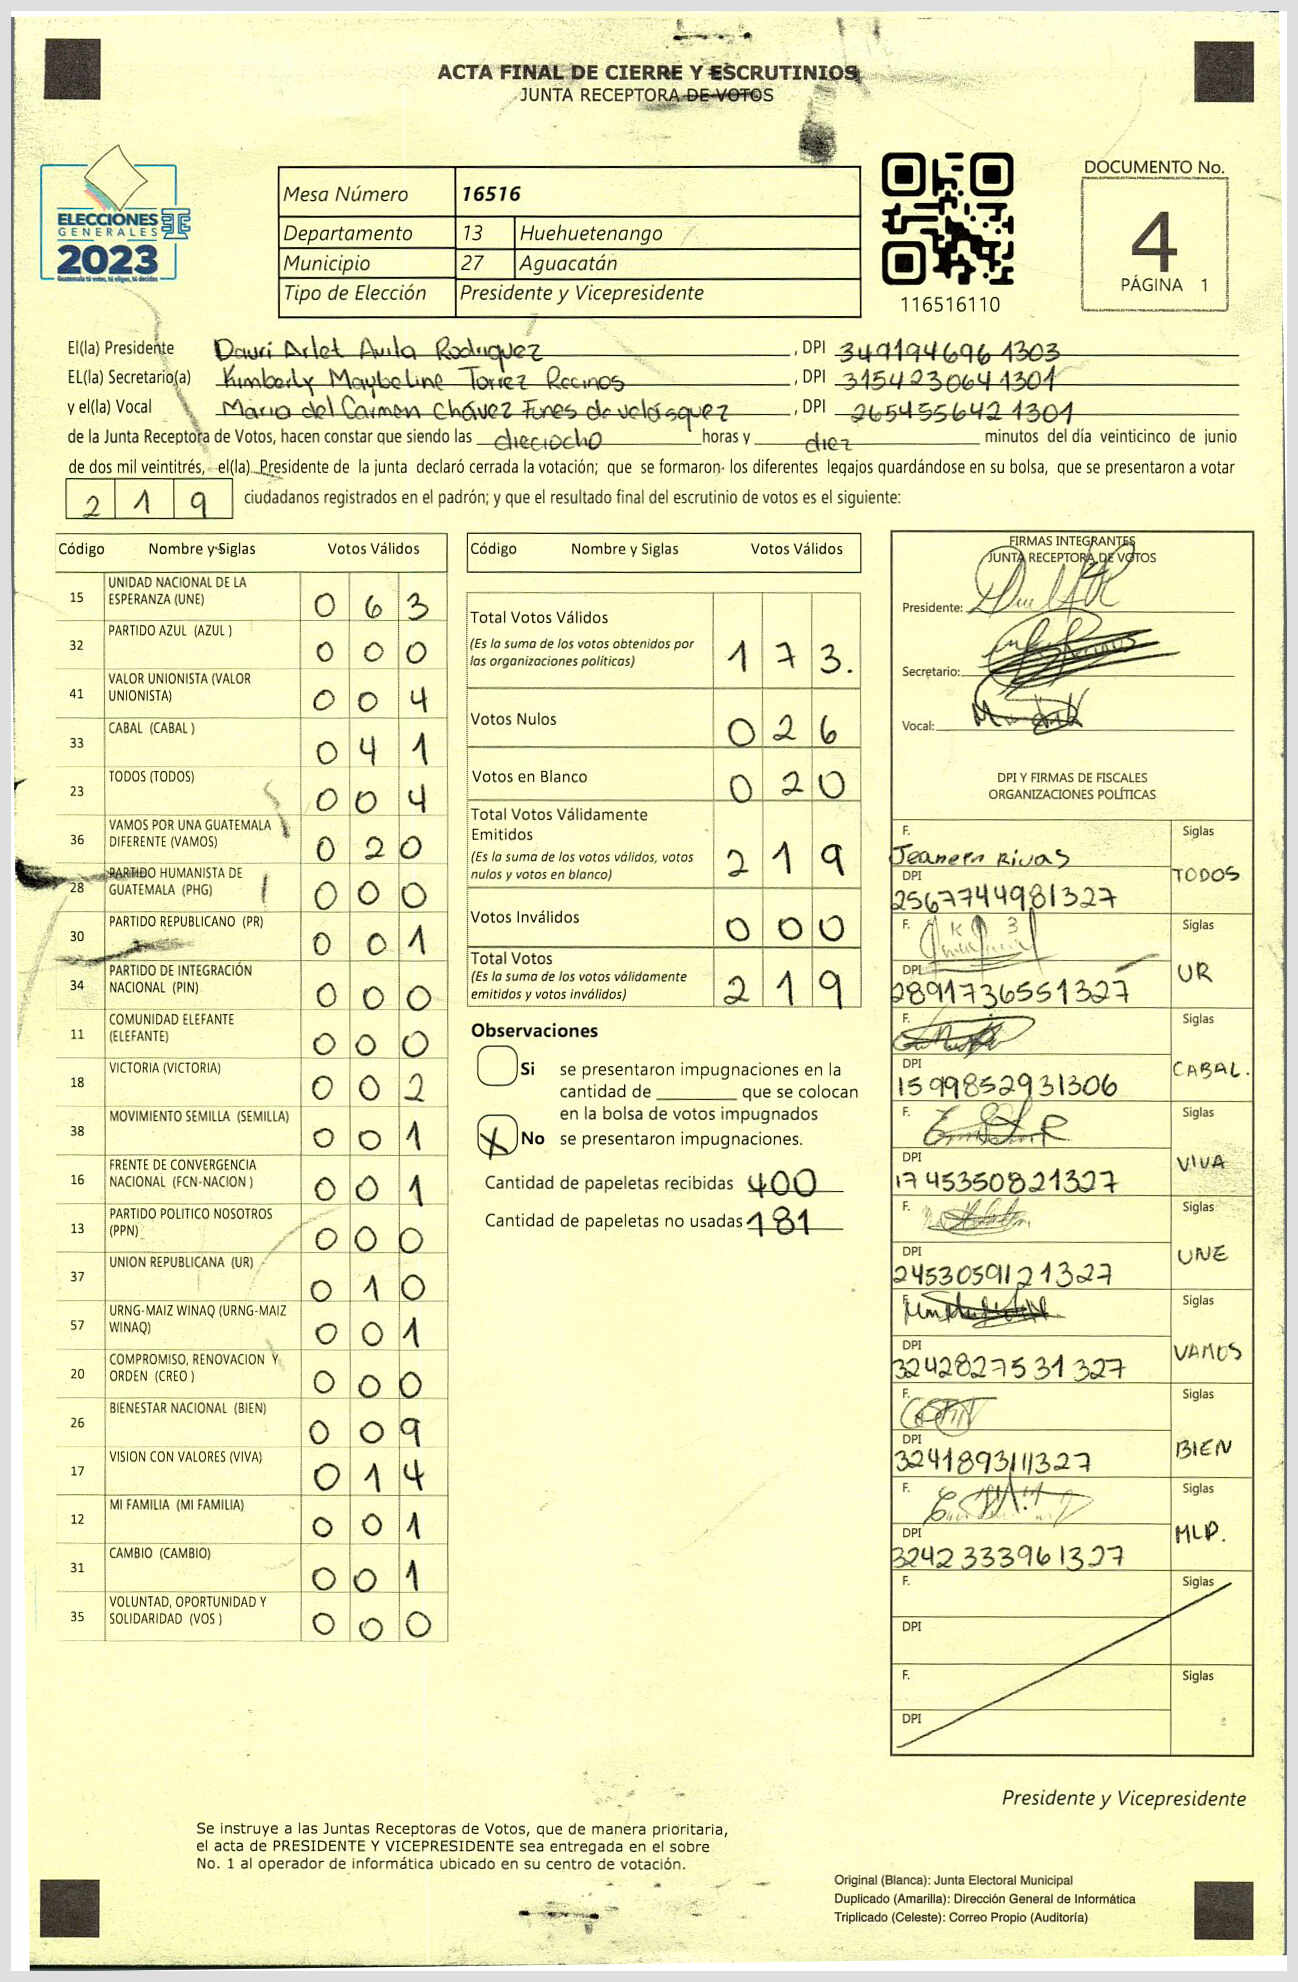 ACTA FINAL DE CIERRE Y ESCRUTINIOS
JUNTA RECEPTORA DE VOTOS
ELECCIONES
GENERALES
2023
Guatemala tú votas, tú eliges, tú decides
Mesa Número 16516
Departamento 13 Huehuetenango
Municipio 27 Aguacatán
Tipo de Elección Presidente y Vicepresidente
116516110
DOCUMENTO No.
4
PÁGINA 1
El(la) Presidente Dauri Arlet Avila Rodriquez, DPI 349194696 1303
EL(la) Secretario(a) Kimberly Maybeline Torrez Recinos, DPI 315423064 1301
y el(la) Vocal Maria del Carmen Chávez Funes de velásquez, DPI 265455642 1301
de la Junta Receptora de Votos, hacen constar que siendo las dieciocho horas y diez minutos del día veinticinco de junio
de dos mil veintitrés, el(la) Presidente de la junta declaró cerrada la votación; que se formaron los diferentes legajos quardándose en su bolsa, que se presentaron a votar
2 1 9 ciudadanos registrados en el padrón; y que el resultado final del escrutinio de votos es el siguiente:
Código Nombre y Siglas Votos Válidos
15 UNIDAD NACIONAL DE LA ESPERANZA (UNE) 0 6 3
32 PARTIDO AZUL (AZUL ) 0 0 0
41 VALOR UNIONISTA (VALOR UNIONISTA) 0 0 4
33 CABAL (CABAL ) 0 4 1
23 TODOS (TODOS) 0 0 4
36 VAMOS POR UNA GUATEMALA DIFERENTE (VAMOS) 0 2 0
28 PARTIDO HUMANISTA DE GUATEMALA (PHG) 0 0 0
30 PARTIDO REPUBLICANO (PR) 0 0 1
34 PARTIDO DE INTEGRACIÓN NACIONAL (PIN) 0 0 0
11 COMUNIDAD ELEFANTE (ELEFANTE) 0 0 0
18 VICTORIA (VICTORIA) 0 0 2
38 MOVIMIENTO SEMILLA (SEMILLA) 0 0 1
16 FRENTE DE CONVERGENCIA NACIONAL (FCN-NACION ) 0 0 1
13 PARTIDO POLITICO NOSOTROS (PPN) 0 0 0
37 UNION REPUBLICANA (UR) 0 1 0
57 URNG-MAIZ WINAQ (URNG-MAIZ WINAQ) 0 0 1
20 COMPROMISO, RENOVACION Y ORDEN (CREO ) 0 0 0
26 BIENESTAR NACIONAL (BIEN) 0 0 9
17 VISION CON VALORES (VIVA) 0 1 4
12 MI FAMILIA (MI FAMILIA) 0 0 1
31 CAMBIO (CAMBIO) 0 0 1
35 VOLUNTAD, OPORTUNIDAD Y SOLIDARIDAD (VOS ) 0 0 0
Código Nombre y Siglas Votos Válidos
Total Votos Válidos
(Es la suma de los votos obtenidos por
las organizaciones políticas) 1 7 3.
Votos Nulos 0 2 6
Votos en Blanco 0 2 0
Total Votos Válidamente
Emitidos
(Es la suma de los votos válidos, votos
nulos y votos en blanco) 2 1 9
Votos Inválidos 0 0 0
Total Votos
(Es la suma de los votos válidamente
emitidos y votos inválidos) 2 1 9
Observaciones
Si se presentaron impugnaciones en la
cantidad de ________ que se colocan
en la bolsa de votos impugnados
X No se presentaron impugnaciones.
Cantidad de papeletas recibidas 400
Cantidad de papeletas no usadas 181
FIRMAS INTEGRANTES
JUNTA RECEPTORA DE VOTOS
Presidente:
Secretario:
Vocal:
DPI Y FIRMAS DE FISCALES
ORGANIZACIONES POLÍTICAS
F. Rivas Siglas
DPI TODOS
2567744981327
F. Siglas
DPI UR
2891736551327
F. Siglas
DPI CABAL.
1599852931306
F. Siglas
DPI VIVA
1745350821327
F. Siglas
DPI UNE
2453059121327
F. Siglas
DPI VAMOS
3242827531327
F. Siglas
DPI BIEN
3241893111327
F. Siglas
DPI MLP.
3242333961327
F. Siglas
DPI
F. Siglas
DPI
Presidente y Vicepresidente
Se instruye a las Juntas Receptoras de Votos, que de manera prioritaria,
el acta de PRESIDENTE Y VICEPRESIDENTE sea entregada en el sobre
No. 1 al operador de informática ubicado en su centro de votación.
Original (Blanca): Junta Electoral Municipal
Duplicado (Amarilla): Dirección General de Informática
Triplicado (Celeste): Correo Propio (Auditoría)